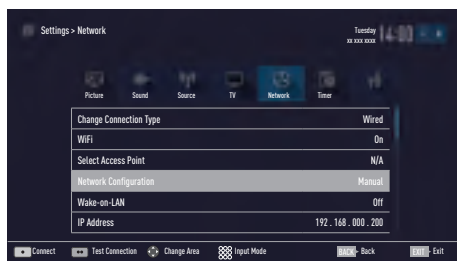 Settings > Network
Tuesday
xx xxx xxxx
14:00
Picture Sound Source TV Network Timer
Change Connection Type Wired
WiFi On
Select Access Point N/A
Network Configuration Manual
Wake-on-LAN Off
IP Address 192 . 168 . 000 . 200
Connect Test Connection Change Area Input Mode BACK Back EXIT Exit